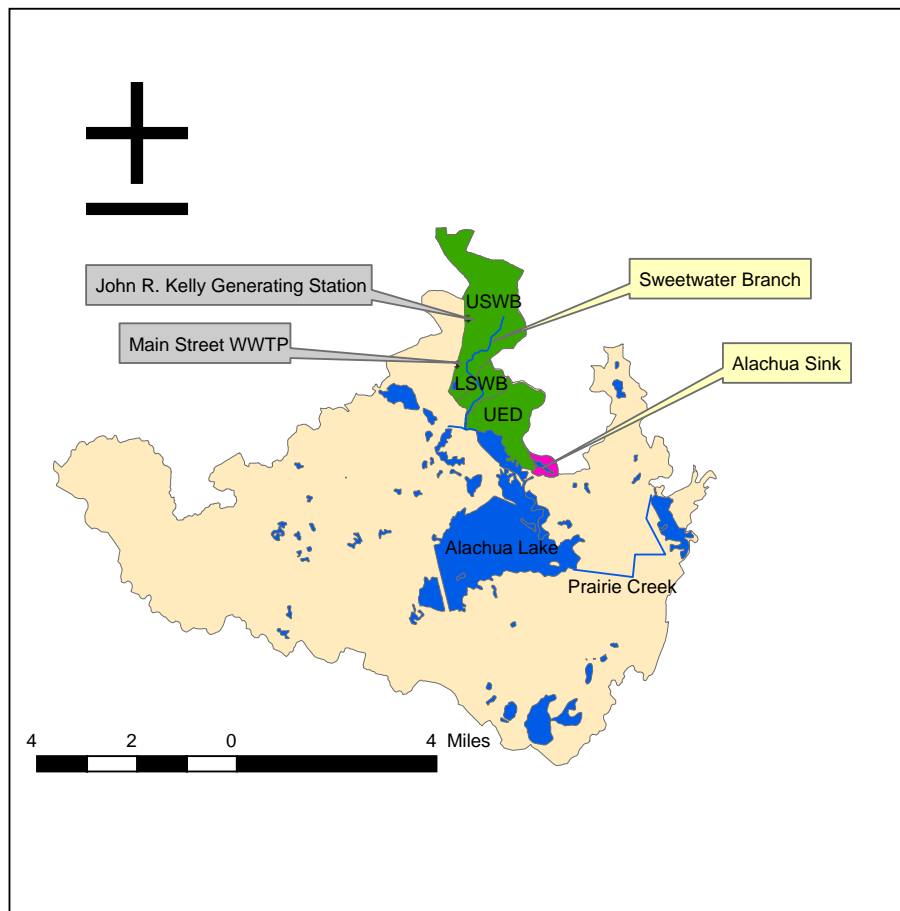 John R. Kelly Generating Station
Main Street WWTP
Sweetwater Branch
Alachua Sink
USWB
LSWB
UED
Alachua Lake
Prairie Creek
4 2 0 4 Miles